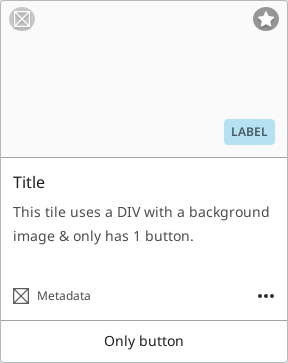 LABEL
Title
This tile uses a DIV with a background
image & only has 1 button.
Metadata
Only button